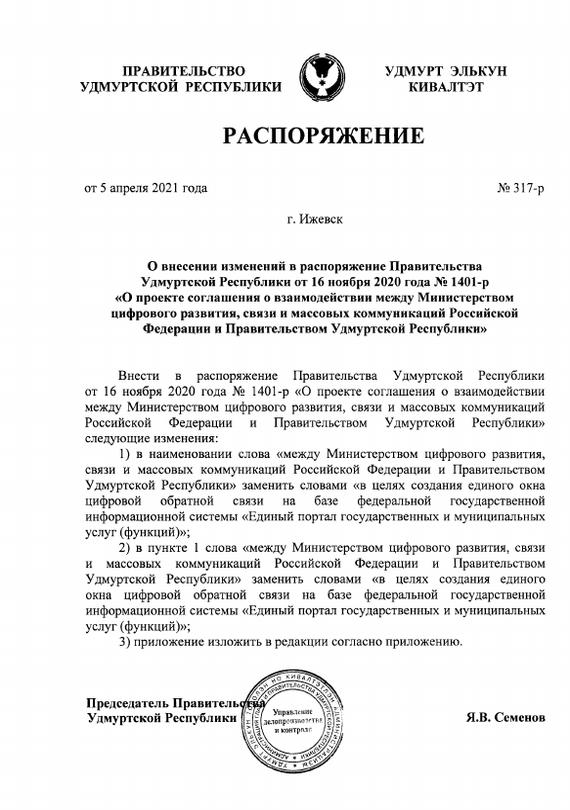 ПРАВИТЕЛЬСТВО
УДМУРТСКОЙ РЕСПУБЛИКИ
УДМУРТ ЭЛЬКУН
КИВАЛТЭТ
РАСПОРЯЖЕНИЕ
от 5 апреля 2021 года
№ 317-р
г. Ижевск
О внесении изменений в распоряжение Правительства
Удмуртской Республики от 16 ноября 2020 года № 1401-р
«О проекте соглашения о взаимодействии между Министерством
цифрового развития, связи и массовых коммуникаций Российской
Федерации и Правительством Удмуртской Республики»
Внести в распоряжение Правительства Удмуртской Республики
от 16 ноября 2020 года № 1401-р «О проекте соглашения о взаимодействии
между Министерством цифрового развития, связи и массовых коммуникаций
Российской Федерации и Правительством Удмуртской Республики»
следующие изменения:
1) в наименовании слова «между Министерством цифрового развития,
связи и массовых коммуникаций Российской Федерации и Правительством
Удмуртской Республики» заменить словами «в целях создания единого окна
цифровой обратной связи на базе федеральной государственной
информационной системы «Единый портал государственных и муниципальных
услуг (функций)»;
2) в пункте 1 слова «между Министерством цифрового развития, связи
и массовых коммуникаций Российской Федерации и Правительством
Удмуртской Республики» заменить словами «в целях создания единого
окна цифровой обратной связи на базе федеральной государственной
информационной системы «Единый портал государственных и муниципальных
услуг (функций)»;
3) приложение изложить в редакции согласно приложению.
Председатель Правительства
Удмуртской Республики
Управление
делопроизводства
и контроля
Я.В. Семенов